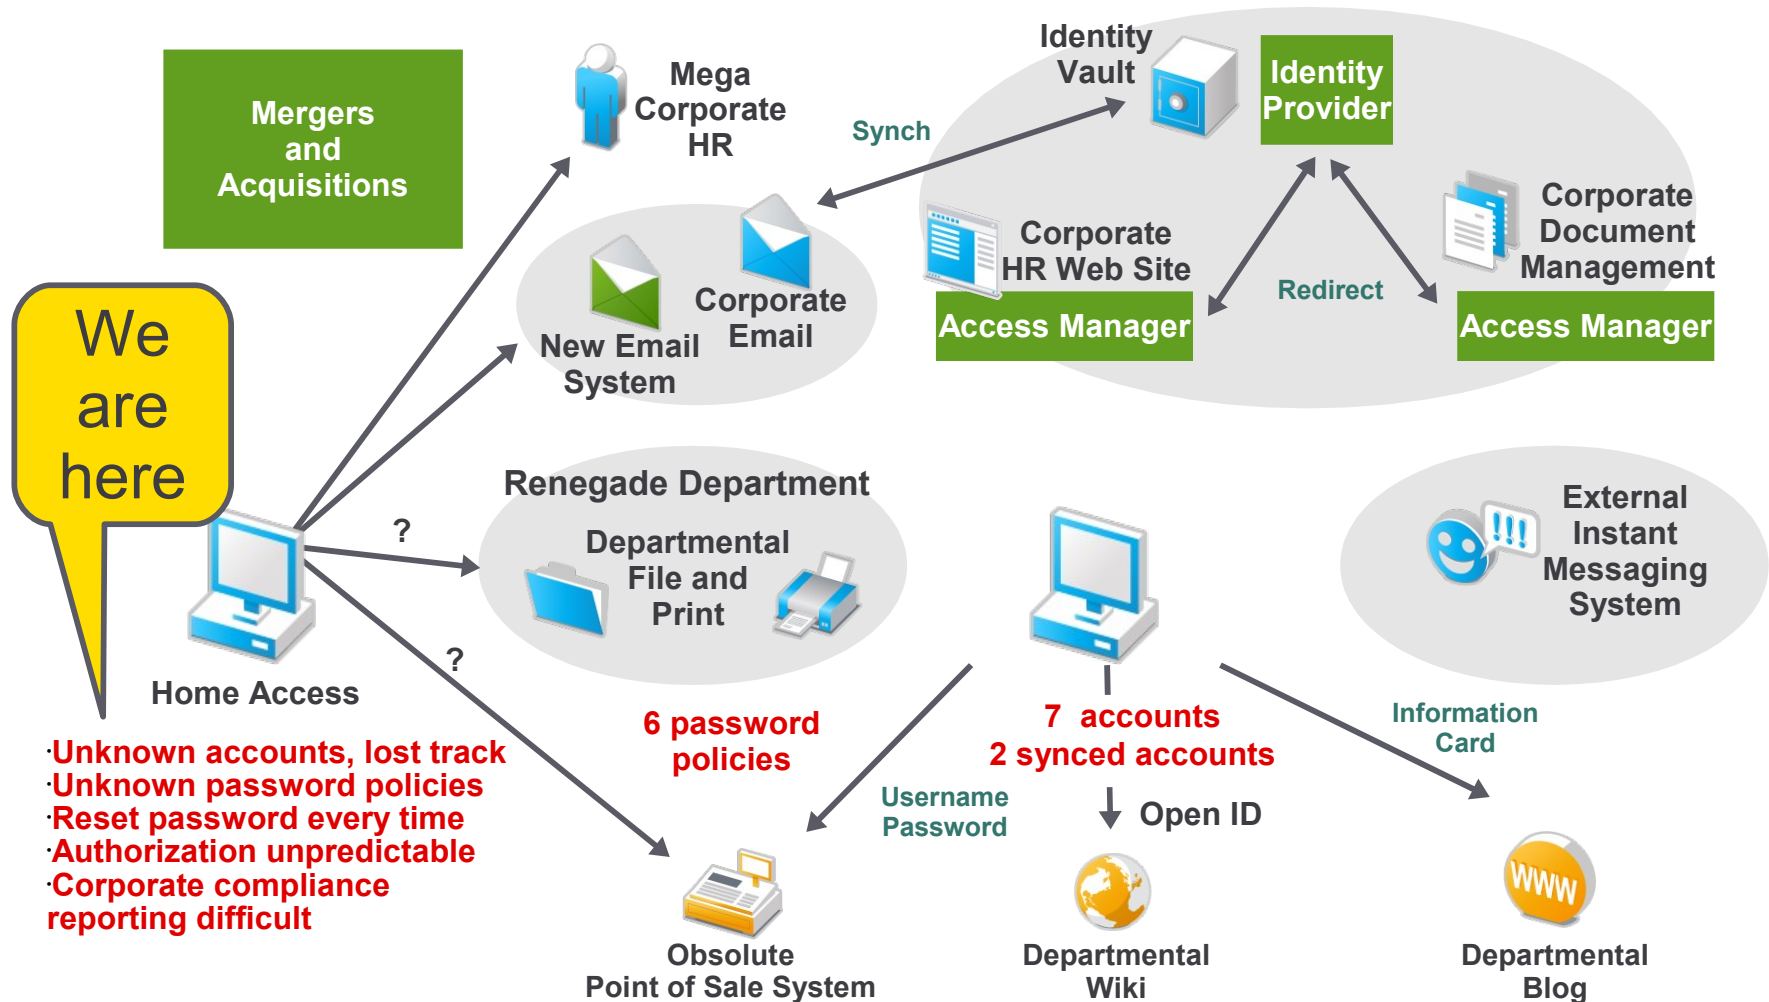 Mergers
and
Acquisitions
Mega
Corporate
HR
Identity
Vault
Identity
Provider
Synch
Corporate
HR Web Site
Access Manager
Redirect
Corporate
Document
Management
Access Manager
Corporate
Email
New Email
System
We
are
here
Renegade Department
Departmental
File and
Print
?
?
Home Access
External
Instant
Messaging
System
!!!
·Unknown accounts, lost track
·Unknown password policies
·Reset password every time
·Authorization unpredictable
·Corporate compliance
reporting difficult
6 password
policies
7 accounts
2 synced accounts
Username
Password
Open ID
Information
Card
Obsolute
Point of Sale System
Departmental
Wiki
WWW
Departmental
Blog